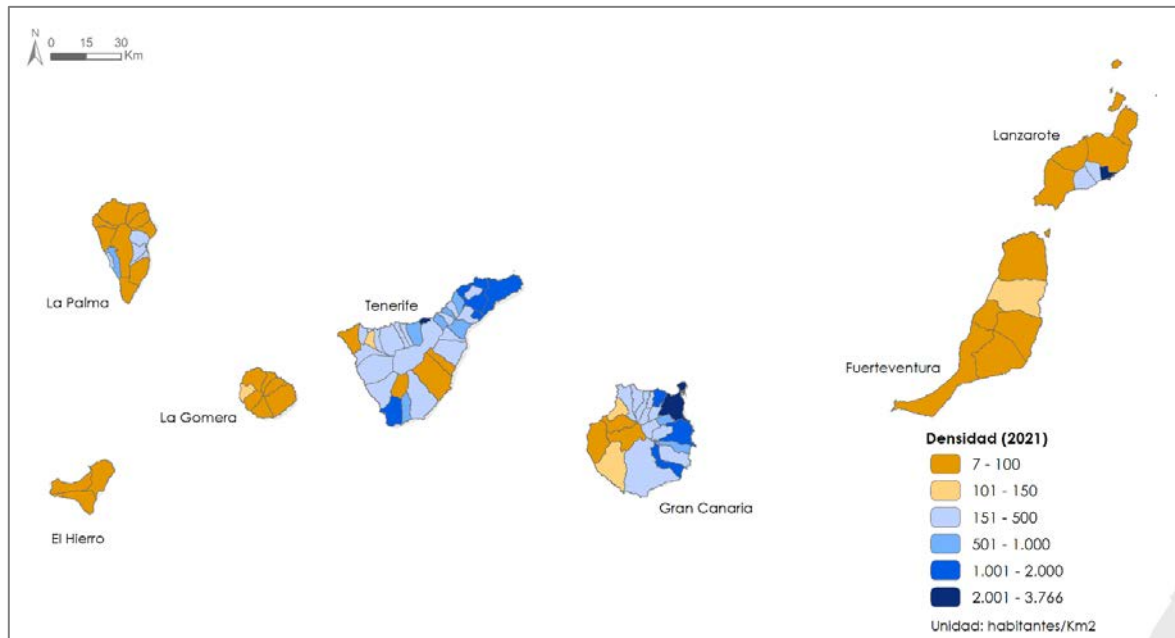 N
0 15 30
Km
Lanzarote
La Palma
Tenerife
Fuerteventura
La Gomera
Gran Canaria
El Hierro
Densidad (2021)
7 - 100
101 - 150
151 - 500
501 - 1.000
1.001 - 2.000
2.001 - 3.766
Unidad: habitantes/Km2